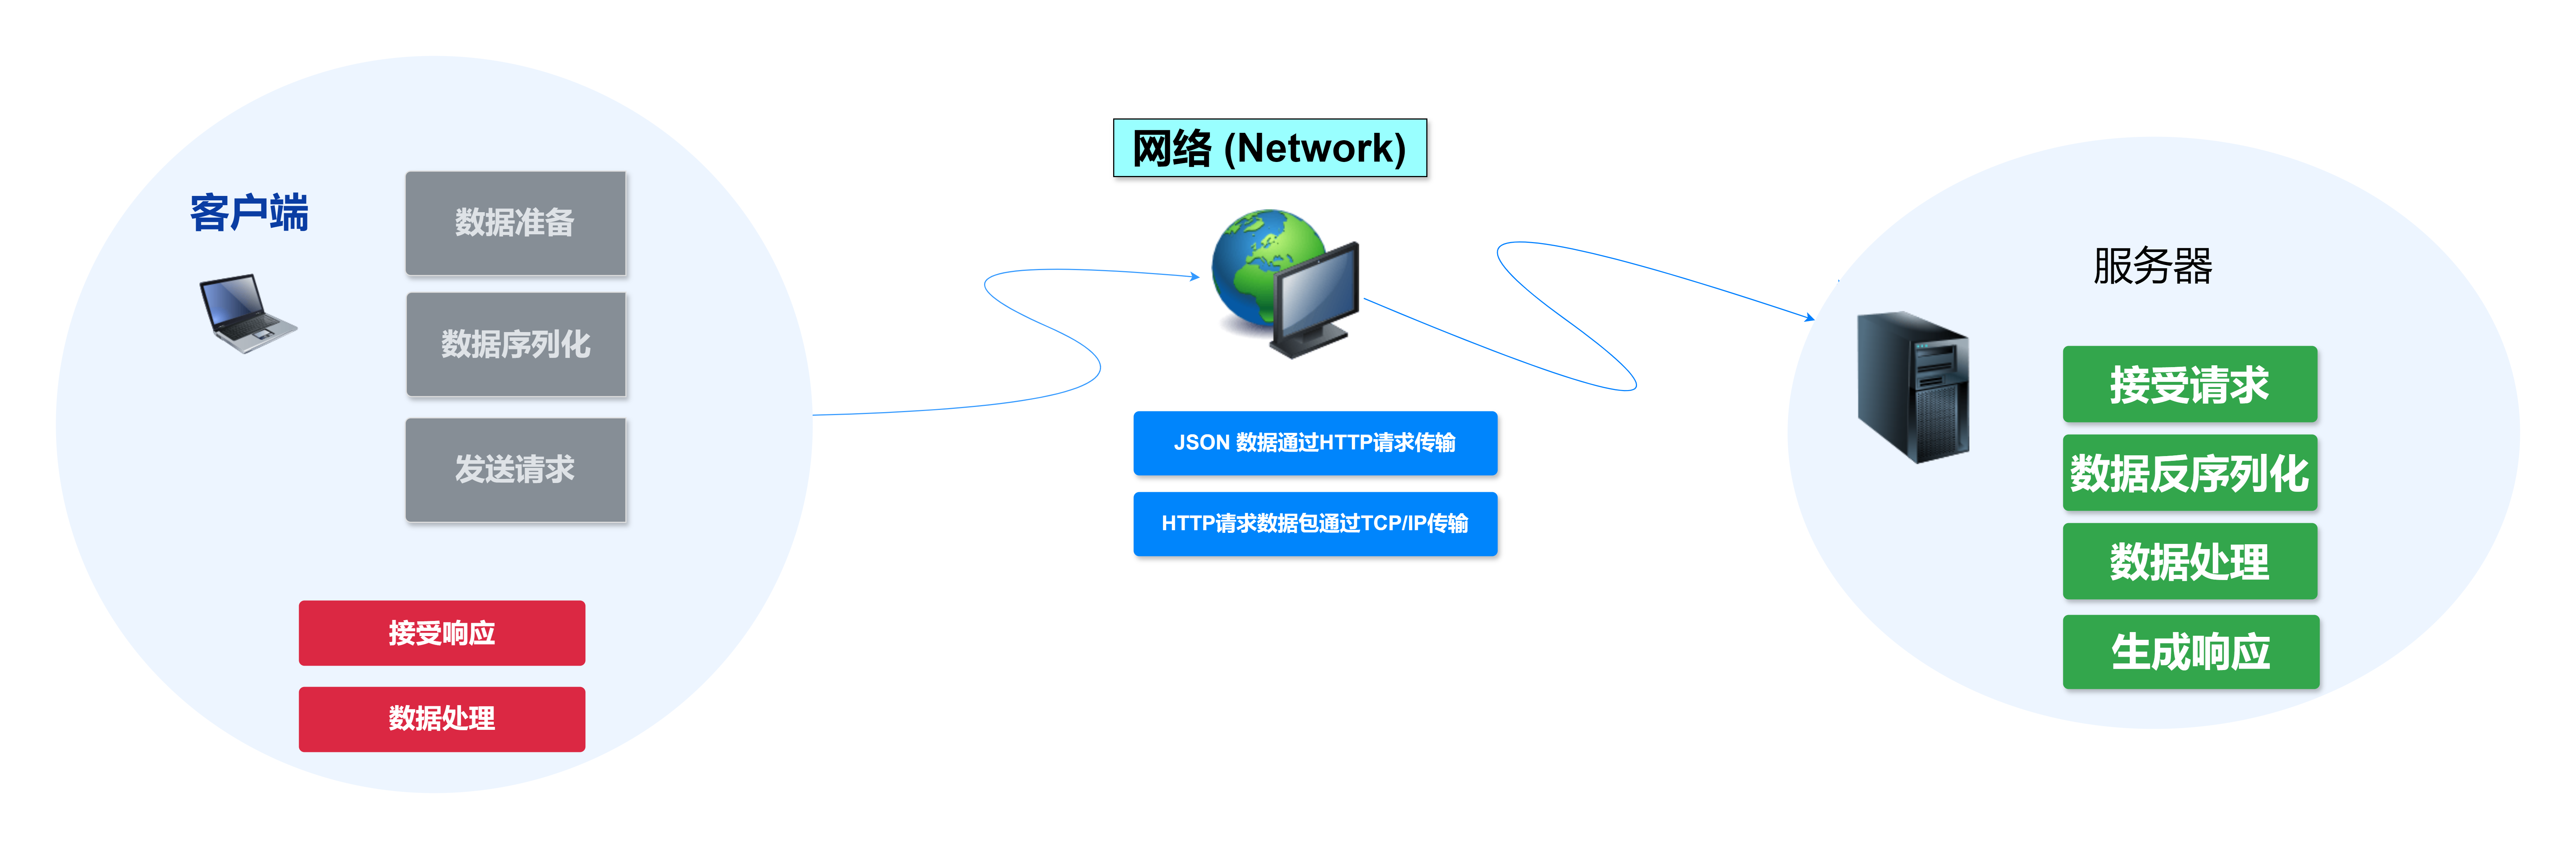 客户端
数据准备
数据序列化
发送请求
接受响应
数据处理
网络 (Network)
JSON 数据通过HTTP请求传输
HTTP请求数据包通过TCP/IP传输
服务器
接受请求
数据反序列化
数据处理
生成响应